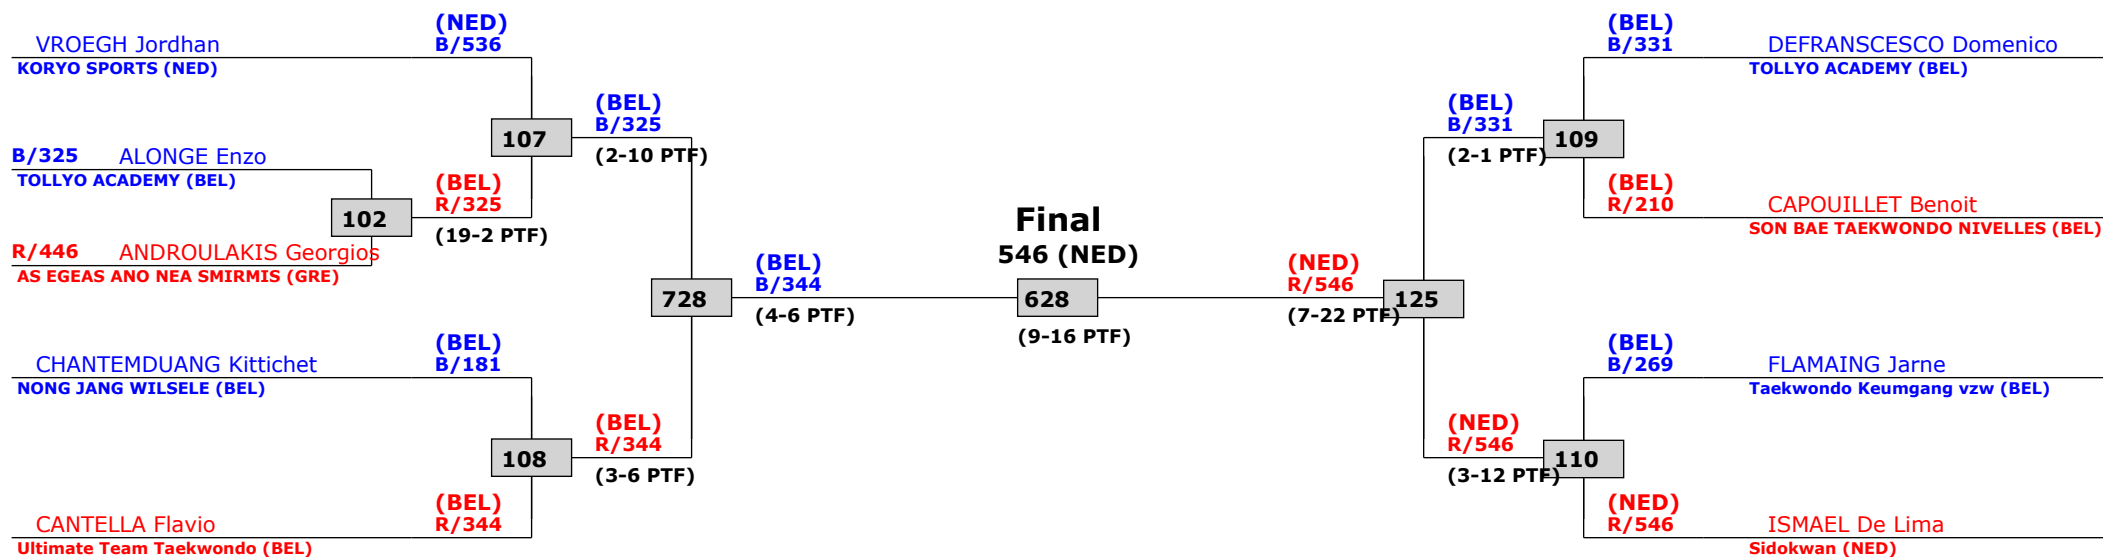 (NED)
B/536
VROEGH Jordhan
KORYO SPORTS (NED)
107
(BEL)
B/325
(2-10 PTF)
B/325 ALONGE Enzo
TOLLYO ACADEMY (BEL)
102
(BEL)
R/325
(19-2 PTF)
R/446 ANDROULAKIS Georgios
AS EGEAS ANO NEA SMIRMIS (GRE)
728
(BEL)
B/344
(4-6 PTF)
(BEL)
B/181
CHANTEMDUANG Kittichet
NONG JANG WILSELE (BEL)
108
(BEL)
R/344
(3-6 PTF)
(BEL)
R/344
CANTELLA Flavio
Ultimate Team Taekwondo (BEL)
Final
546 (NED)
628
(9-16 PTF)
(NED)
R/546
(7-22 PTF)
125
(BEL)
B/331
(2-1 PTF)
109
(BEL)
B/331
DEFRANSCESCO Domenico
TOLLYO ACADEMY (BEL)
(BEL)
R/210
CAPOUILLET Benoit
SON BAE TAEKWONDO NIVELLES (BEL)
(NED)
R/546
(3-12 PTF)
110
(BEL)
B/269
FLAMAING Jarne
Taekwondo Keumgang vzw (BEL)
(NED)
R/546
ISMAEL De Lima
Sidokwan (NED)